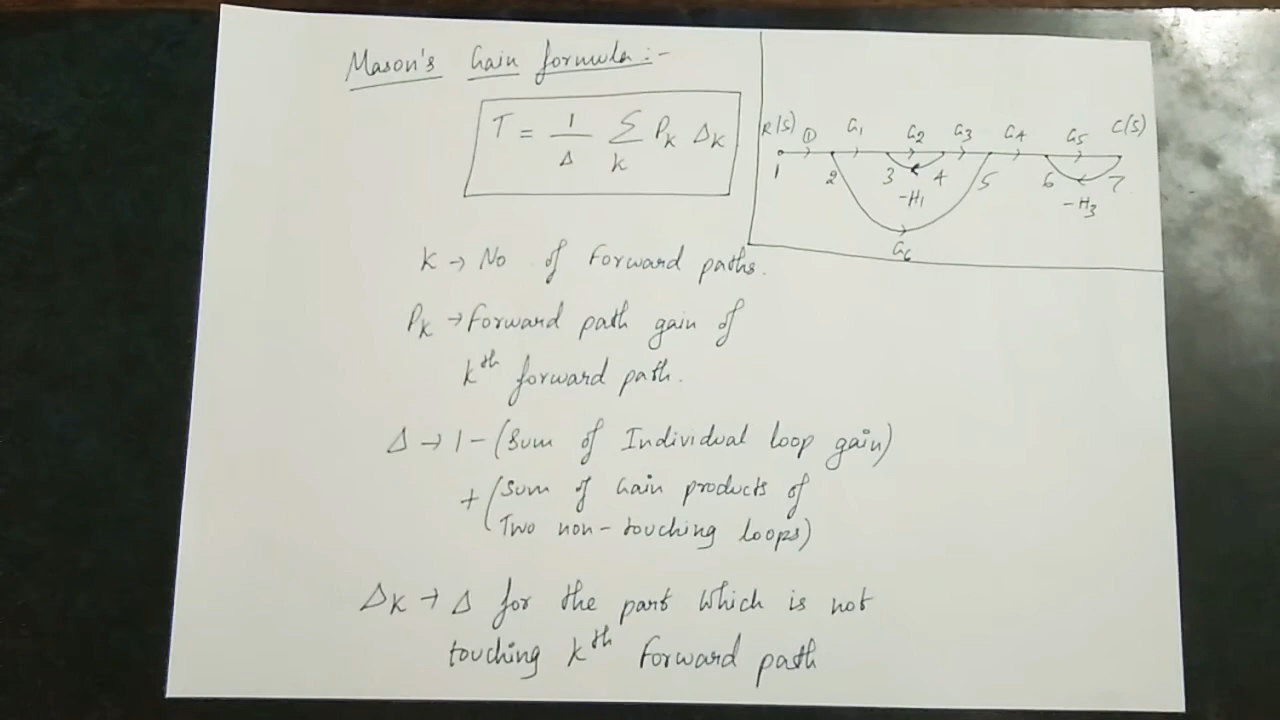 Mason's Gain formula :-
T = 1/Δ Σ_K P_K Δ_K
R(S) ① G1 G2 G3 G4 G5 C(S)
1 2 3 4 5 6 7
-H1 -H3
G6
K → No of Forward paths.
P_K → Forward path gain of
K^th forward path.
Δ → 1 - (Sum of Individual loop gain)
+ (Sum of Gain products of
Two non-touching loops)
Δ_K → Δ for the part which is not
touching K^th Forward path